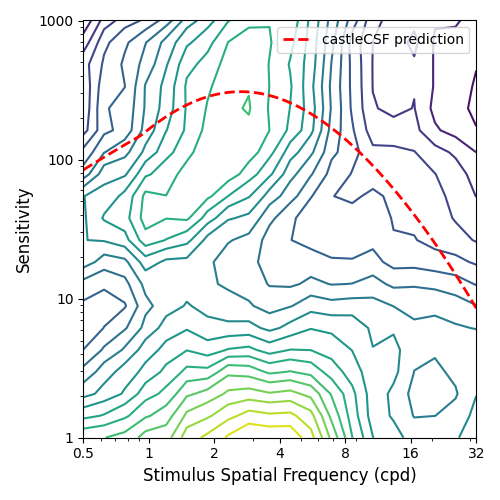 1000
castleCSF prediction
100
10
1
Sensitivity
0.5 1 2 4 8 16 32
Stimulus Spatial Frequency (cpd)